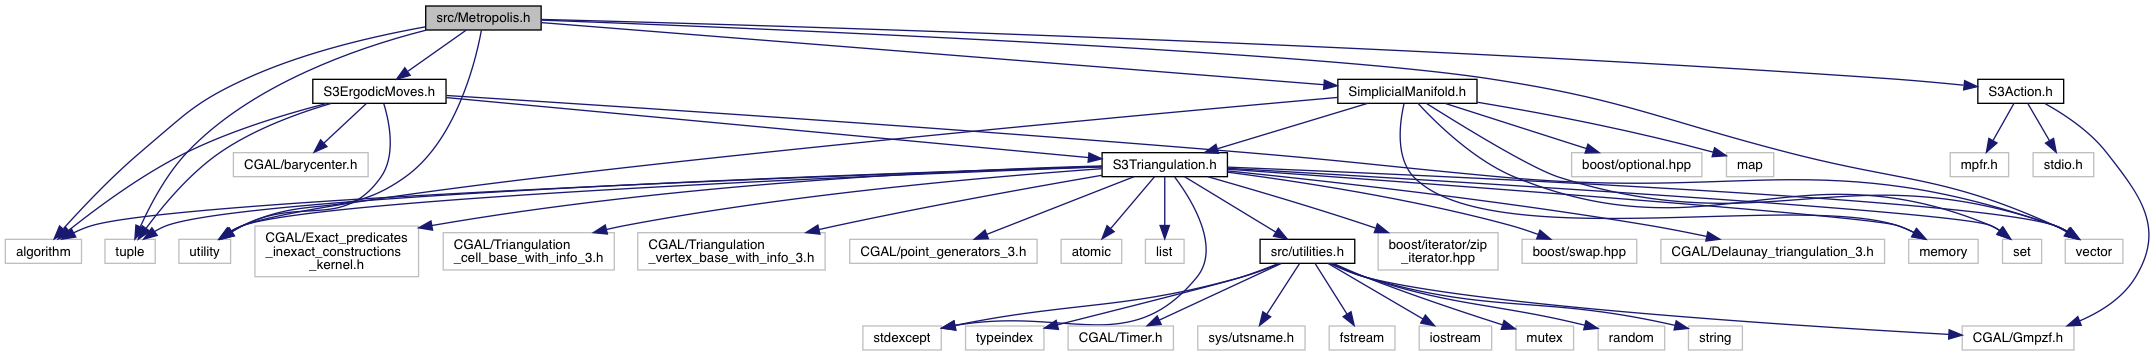 src/Metropolis.h
S3ErgodicMoves.h
SimplicialManifold.h
S3Action.h
CGAL/barycenter.h
S3Triangulation.h
boost/optional.hpp
map
mpfr.h
stdio.h
algorithm
tuple
utility
CGAL/Exact_predicates
_inexact_constructions
_kernel.h
CGAL/Triangulation
_cell_base_with_info_3.h
CGAL/Triangulation
_vertex_base_with_info_3.h
CGAL/point_generators_3.h
atomic
list
src/utilities.h
boost/iterator/zip
_iterator.hpp
boost/swap.hpp
CGAL/Delaunay_triangulation_3.h
memory
set
vector
stdexcept
typeindex
CGAL/Timer.h
sys/utsname.h
fstream
iostream
mutex
random
string
CGAL/Gmpzf.h